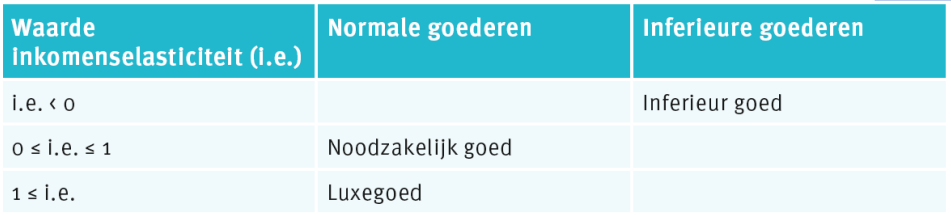 Waarde inkomenselasticiteit (i.e.) Normale goederen Inferieure goederen
i.e. < 0 Inferieur goed
0 ≤ i.e. ≤ 1 Noodzakelijk goed
1 ≤ i.e. Luxegoed